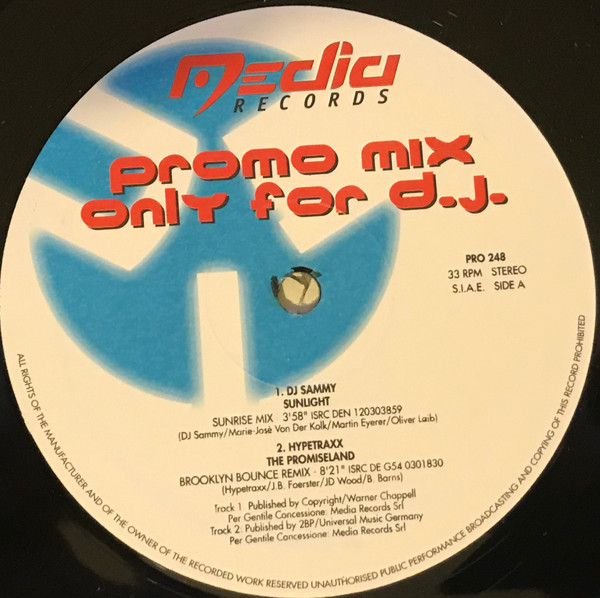 Media
RECORDS
promo mix
only for d.j.
PRO 248
33 RPM STEREO
S.I.A.E. SIDE A
1. DJ SAMMY
SUNLIGHT
SUNRISE MIX 3'58" ISRC DEN 120303859
(DJ Sammy/Marie-José Von Der Kolk/Martin Eyerer/Oliver Laib)
2. HYPETRAXX
THE PROMISELAND
BROOKLYN BOUNCE REMIX - 8'21" ISRC DE G54 0301830
(Hypetraxx/J.B. Foerster/JD Wood/B. Barns)
Track 1 Published by Copyright/Warner Chappell
Per Gentile Concessione: Media Records Srl
Track 2: Published by 2BP/Universal Music Germany
Per Gentile Concessione: Media Records Srl
ALL RIGHTS OF THE MANUFACTURER AND OF THE OWNER OF THE RECORDED WORK RESERVED UNAUTHORISED PUBLIC PERFORMANCE BROADCASTING AND COPYING OF THIS RECORD PROHIBITED